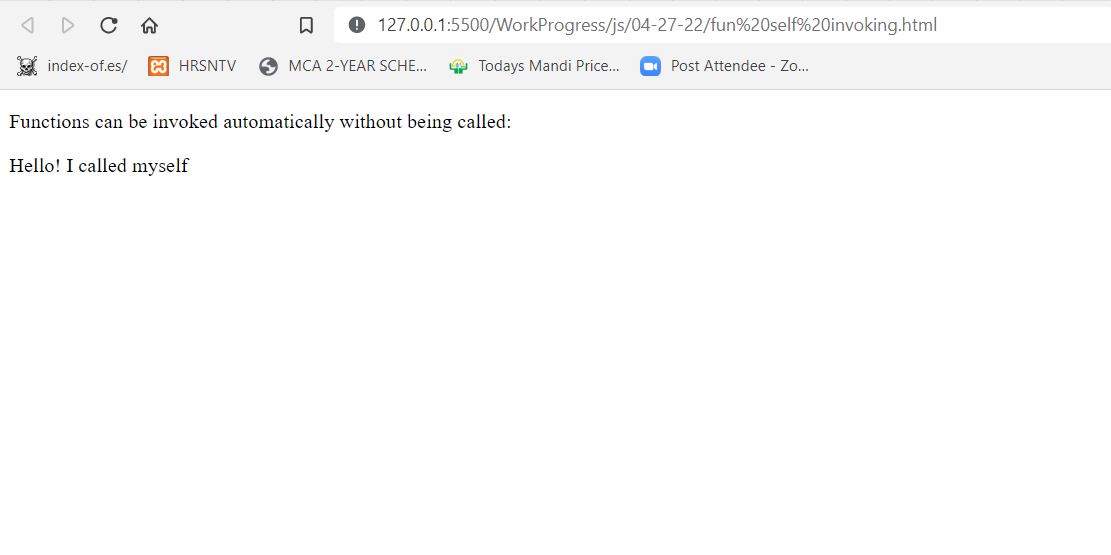 127.0.0.1:5500/WorkProgress/js/04-27-22/fun%20self%20invoking.html
index-of.es/ HRSNTV MCA 2-YEAR SCHE... Todays Mandi Price... Post Attendee - Zo...
Functions can be invoked automatically without being called:
Hello! I called myself